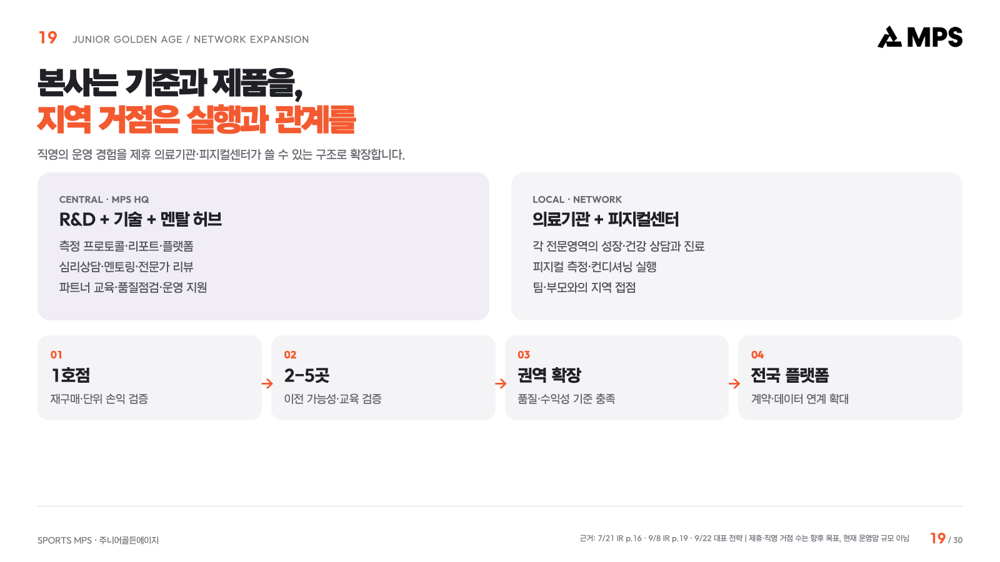 19 JUNIOR GOLDEN AGE / NETWORK EXPANSION
MPS
본사는 기준과 제품을,
지역 거점은 실행과 관계를
직영의 운영 경험을 제휴 의료기관·피지컬센터가 쓸 수 있는 구조로 확장합니다.
CENTRAL · MPS HQ
R&D + 기술 + 멘탈 허브
측정 프로토콜·리포트·플랫폼
심리상담·멘토링·전문가 리뷰
파트너 교육·품질점검·운영 지원
LOCAL · NETWORK
의료기관 + 피지컬센터
각 전문영역의 성장·건강 상담과 진료
피지컬 측정·컨디셔닝 실행
팀·부모와의 지역 접점
01
1호점
재구매·단위 손익 검증
→
02
2–5곳
이전 가능성·교육 검증
→
03
권역 확장
품질·수익성 기준 충족
→
04
전국 플랫폼
계약·데이터 연계 확대
SPORTS MPS · 주니어골든에이지
근거: 7/21 IR p.16 · 9/8 IR p.19 · 9/22 대표 전략 | 제휴·직영 거점 수는 향후 목표, 현재 운영망 규모 아님
19 / 30